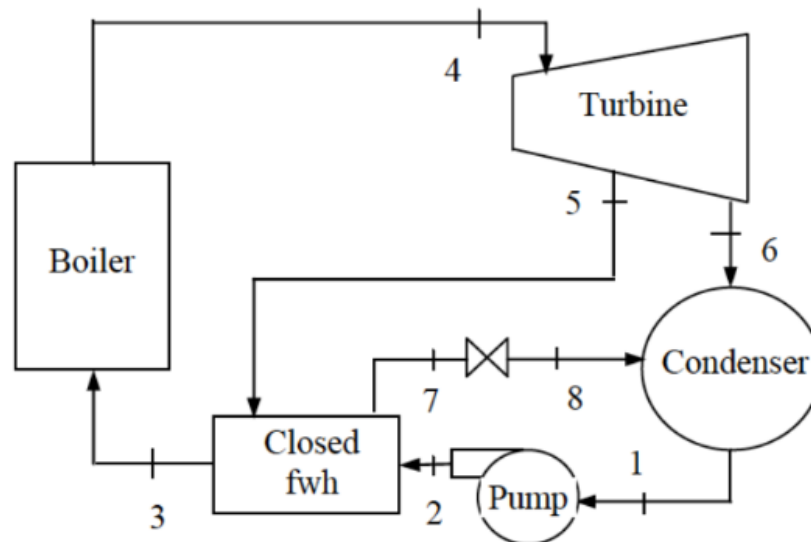 4
Turbine
5
6
Boiler
Condenser
7
8
Closed
fwh
1
3
2
Pump